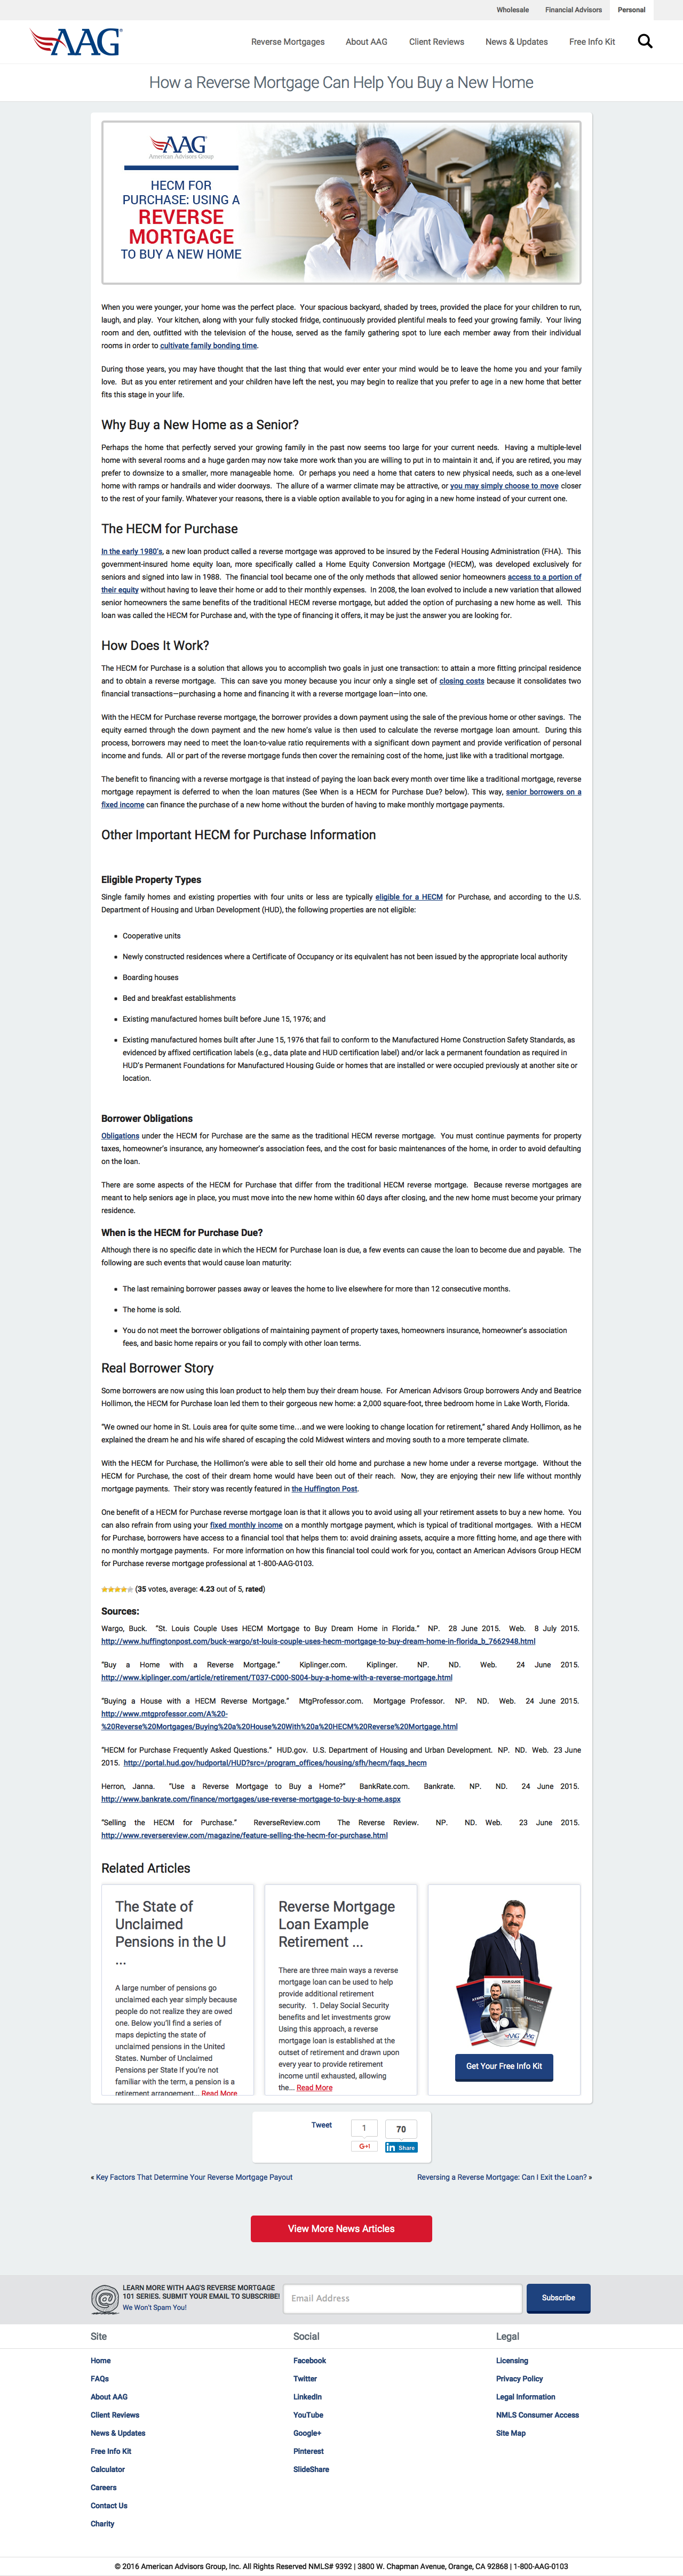 Wholesale Financial Advisors Personal
AAG
Reverse Mortgages About AAG Client Reviews News & Updates Free Info Kit
How a Reverse Mortgage Can Help You Buy a New Home
AAG
American Advisors Group
HECM FOR
PURCHASE: USING A
REVERSE
MORTGAGE
TO BUY A NEW HOME
When you were younger, your home was the perfect place. Your spacious backyard, shaded by trees, provided the place for your children to run,
laugh, and play. Your kitchen, along with your fully stocked fridge, continuously provided plentiful meals to feed your growing family. Your living
room and den, outfitted with the television of the house, served as the family gathering spot to lure each member away from their individual
rooms in order to cultivate family bonding time.
During those years, you may have thought that the last thing that would ever enter your mind would be to leave the home you and your family
love. But as you enter retirement and your children have left the nest, you may begin to realize that you prefer to age in a new home that better
fits this stage in your life.
Why Buy a New Home as a Senior?
Perhaps the home that perfectly served your growing family in the past now seems too large for your current needs. Having a multiple-level
home with several rooms and a huge garden may now take more work than you are willing to put in to maintain it and, if you are retired, you may
prefer to downsize to a smaller, more manageable home. Or perhaps you need a home that caters to new physical needs, such as a one-level
home with ramps or handrails and wider doorways. The allure of a warmer climate may be attractive, or you may simply choose to move closer
to the rest of your family. Whatever your reasons, there is a viable option available to you for aging in a new home instead of your current one.
The HECM for Purchase
In the early 1980's, a new loan product called a reverse mortgage was approved to be insured by the Federal Housing Administration (FHA). This
government-insured home equity loan, more specifically called a Home Equity Conversion Mortgage (HECM), was developed exclusively for
seniors and signed into law in 1988. The financial tool became one of the only methods that allowed senior homeowners access to a portion of
their equity without having to leave their home or add to their monthly expenses. In 2008, the loan evolved to include a new variation that allowed
senior homeowners the same benefits of the traditional HECM reverse mortgage, but added the option of purchasing a new home as well. This
loan was called the HECM for Purchase and, with the type of financing it offers, it may be just the answer you are looking for.
How Does It Work?
The HECM for Purchase is a solution that allows you to accomplish two goals in just one transaction: to attain a more fitting principal residence
and to obtain a reverse mortgage. This can save you money because you incur only a single set of closing costs because it consolidates two
financial transactions—purchasing a home and financing it with a reverse mortgage loan—into one.
With the HECM for Purchase reverse mortgage, the borrower provides a down payment using the sale of the previous home or other savings. The
equity earned through the down payment and the new home's value is then used to calculate the reverse mortgage loan amount. During this
process, borrowers may need to meet the loan-to-value ratio requirements with a significant down payment and provide verification of personal
income and funds. All or part of the reverse mortgage funds then cover the remaining cost of the home, just like with a traditional mortgage.
The benefit to financing with a reverse mortgage is that instead of paying the loan back every month over time like a traditional mortgage, reverse
mortgage repayment is deferred to when the loan matures (See When is a HECM for Purchase Due? below). This way, senior borrowers on a
fixed income can finance the purchase of a new home without the burden of having to make monthly mortgage payments.
Other Important HECM for Purchase Information
Eligible Property Types
Single family homes and existing properties with four units or less are typically eligible for a HECM for Purchase, and according to the U.S.
Department of Housing and Urban Development (HUD), the following properties are not eligible:
Cooperative units
Newly constructed residences where a Certificate of Occupancy or its equivalent has not been issued by the appropriate local authority
Boarding houses
Bed and breakfast establishments
Existing manufactured homes built before June 15, 1976; and
Existing manufactured homes built after June 15, 1976 that fail to conform to the Manufactured Home Construction Safety Standards, as
evidenced by affixed certification labels (e.g., data plate and HUD certification label) and/or lack a permanent foundation as required in
HUD's Permanent Foundations for Manufactured Housing Guide or homes that are installed or were occupied previously at another site or
location.
Borrower Obligations
Obligations under the HECM for Purchase are the same as the traditional HECM reverse mortgage. You must continue payments for property
taxes, homeowner's insurance, any homeowner's association fees, and the cost for basic maintenances of the home, in order to avoid defaulting
on the loan.
There are some aspects of the HECM for Purchase that differ from the traditional HECM reverse mortgage. Because reverse mortgages are
meant to help seniors age in place, you must move into the new home within 60 days after closing, and the new home must become your primary
residence.
When is the HECM for Purchase Due?
Although there is no specific date in which the HECM for Purchase loan is due, a few events can cause the loan to become due and payable. The
following are such events that would cause loan maturity:
The last remaining borrower passes away or leaves the home to live elsewhere for more than 12 consecutive months.
The home is sold.
You do not meet the borrower obligations of maintaining payment of property taxes, homeowners insurance, homeowner's association
fees, and basic home repairs or you fail to comply with other loan terms.
Real Borrower Story
Some borrowers are now using this loan product to help them buy their dream house. For American Advisors Group borrowers Andy and Beatrice
Hollimon, the HECM for Purchase loan led them to their gorgeous new home: a 2,000 square-foot, three bedroom home in Lake Worth, Florida.
"We owned our home in St. Louis area for quite some time…and we were looking to change location for retirement," shared Andy Hollimon, as he
explained the dream he and his wife shared of escaping the cold Midwest winters and moving south to a more temperate climate.
With the HECM for Purchase, the Hollimon's were able to sell their old home and purchase a new home under a reverse mortgage. Without the
HECM for Purchase, the cost of their dream home would have been out of their reach. Now, they are enjoying their new life without monthly
mortgage payments. Their story was recently featured in the Huffington Post.
One benefit of a HECM for Purchase reverse mortgage loan is that it allows you to avoid using all your retirement assets to buy a new home. You
can also refrain from using your fixed monthly income on a monthly mortgage payment, which is typical of traditional mortgages. With a HECM
for Purchase, borrowers have access to a financial tool that helps them to: avoid draining assets, acquire a more fitting home, and age there with
no monthly mortgage payments. For more information on how this financial tool could work for you, contact an American Advisors Group HECM
for Purchase reverse mortgage professional at 1-800-AAG-0103.
(35 votes, average: 4.23 out of 5, rated)
Sources:
Wargo, Buck. "St. Louis Couple Uses HECM Mortgage to Buy Dream Home in Florida." NP. 28 June 2015. Web. 8 July 2015.
http://www.huffingtonpost.com/buck-wargo/st-louis-couple-uses-hecm-mortgage-to-buy-dream-home-in-florida_b_7662948.html
"Buy a Home with a Reverse Mortgage." Kiplinger.com. Kiplinger. NP. ND. Web. 24 June 2015.
http://www.kiplinger.com/article/retirement/T037-C000-S004-buy-a-home-with-a-reverse-mortgage.html
"Buying a House with a HECM Reverse Mortgage." MtgProfessor.com. Mortgage Professor. NP. ND. Web. 24 June 2015.
http://www.mtgprofessor.com/A%20-
%20Reverse%20Mortgages/Buying%20a%20House%20With%20a%20HECM%20Reverse%20Mortgage.html
"HECM for Purchase Frequently Asked Questions." HUD.gov. U.S. Department of Housing and Urban Development. NP. ND. Web. 23 June
2015. http://portal.hud.gov/hudportal/HUD?src=/program_offices/housing/sfh/hecm/faqs_hecm
Herron, Janna. "Use a Reverse Mortgage to Buy a Home?" BankRate.com. Bankrate. NP. ND. 24 June 2015.
http://www.bankrate.com/finance/mortgages/use-reverse-mortgage-to-buy-a-home.aspx
"Selling the HECM for Purchase." ReverseReview.com The Reverse Review. NP. ND. Web. 23 June 2015.
http://www.reversereview.com/magazine/feature-selling-the-hecm-for-purchase.html
Related Articles
The State of
Unclaimed
Pensions in the U
...
A large number of pensions go
unclaimed each year simply because
people do not realize they are owed
one. Below you'll find a series of
maps depicting the state of
unclaimed pensions in the United
States. Number of Unclaimed
Pensions per State If you're not
familiar with the term, a pension is a
retirement arrangement... Read More
Reverse Mortgage
Loan Example
Retirement ...
There are three main ways a reverse
mortgage loan can be used to help
provide additional retirement
security. 1. Delay Social Security
benefits and let investments grow
Using this approach, a reverse
mortgage loan is established at the
outset of retirement and drawn upon
every year to provide retirement
income until exhausted, allowing
the... Read More
YOUR GUIDE
AAG
Get Your Free Info Kit
Tweet
1
G+1
70
in Share
« Key Factors That Determine Your Reverse Mortgage Payout
Reversing a Reverse Mortgage: Can I Exit the Loan? »
View More News Articles
LEARN MORE WITH AAG'S REVERSE MORTGAGE
101 SERIES. SUBMIT YOUR EMAIL TO SUBSCRIBE!
We Won't Spam You!
Email Address
Subscribe
Site
Home
FAQs
About AAG
Client Reviews
News & Updates
Free Info Kit
Calculator
Careers
Contact Us
Charity
Social
Facebook
Twitter
LinkedIn
YouTube
Google+
Pinterest
SlideShare
Legal
Licensing
Privacy Policy
Legal Information
NMLS Consumer Access
Site Map
© 2016 American Advisors Group, Inc. All Rights Reserved NMLS# 9392 | 3800 W. Chapman Avenue, Orange, CA 92868 | 1-800-AAG-0103